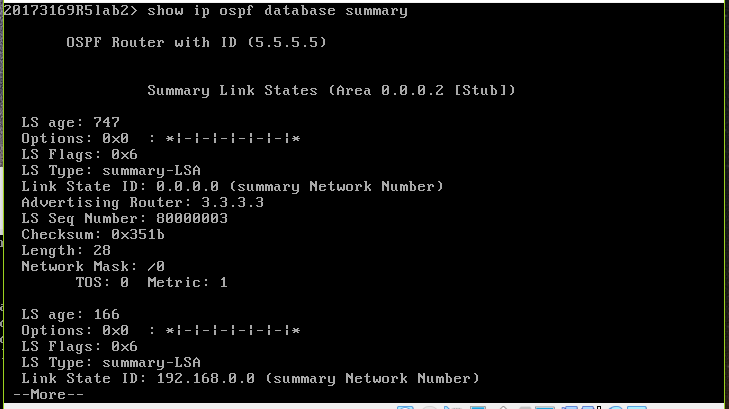 20173169R5lab2> show ip ospf database summary
OSPF Router with ID (5.5.5.5)
Summary Link States (Area 0.0.0.2 [Stub])
LS age: 747
Options: 0x0  : *|-|-|-|-|-|-|*
LS Flags: 0x6
LS Type: summary-LSA
Link State ID: 0.0.0.0 (summary Network Number)
Advertising Router: 3.3.3.3
LS Seq Number: 80000003
Checksum: 0x351b
Length: 28
Network Mask: /0
TOS: 0  Metric: 1
LS age: 166
Options: 0x0  : *|-|-|-|-|-|-|*
LS Flags: 0x6
LS Type: summary-LSA
Link State ID: 192.168.0.0 (summary Network Number)
--More--